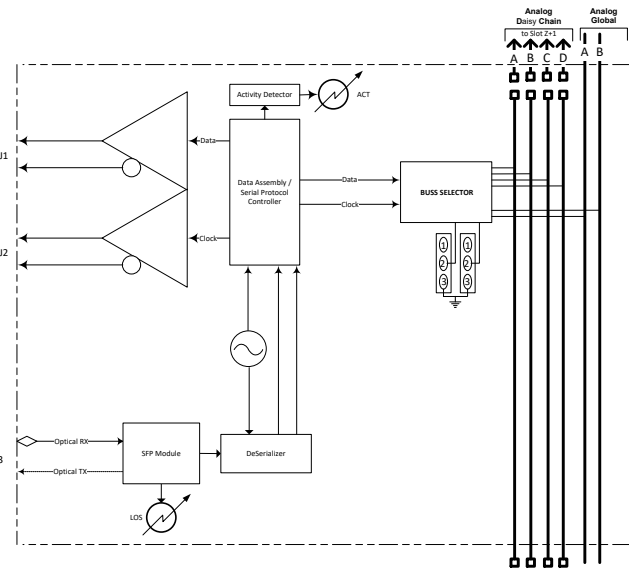 Analog
Daisy Chain
Analog
Global
to Slot Z+1
A B C D
A B
Activity Detector
ACT
J1
Data
Data Assembly /
Serial Protocol
Controller
Data
Clock
BUSS SELECTOR
J2
Clock
1 1
2 2
3 3
Optical RX
SFP Module
DeSerializer
3
Optical TX
LOS